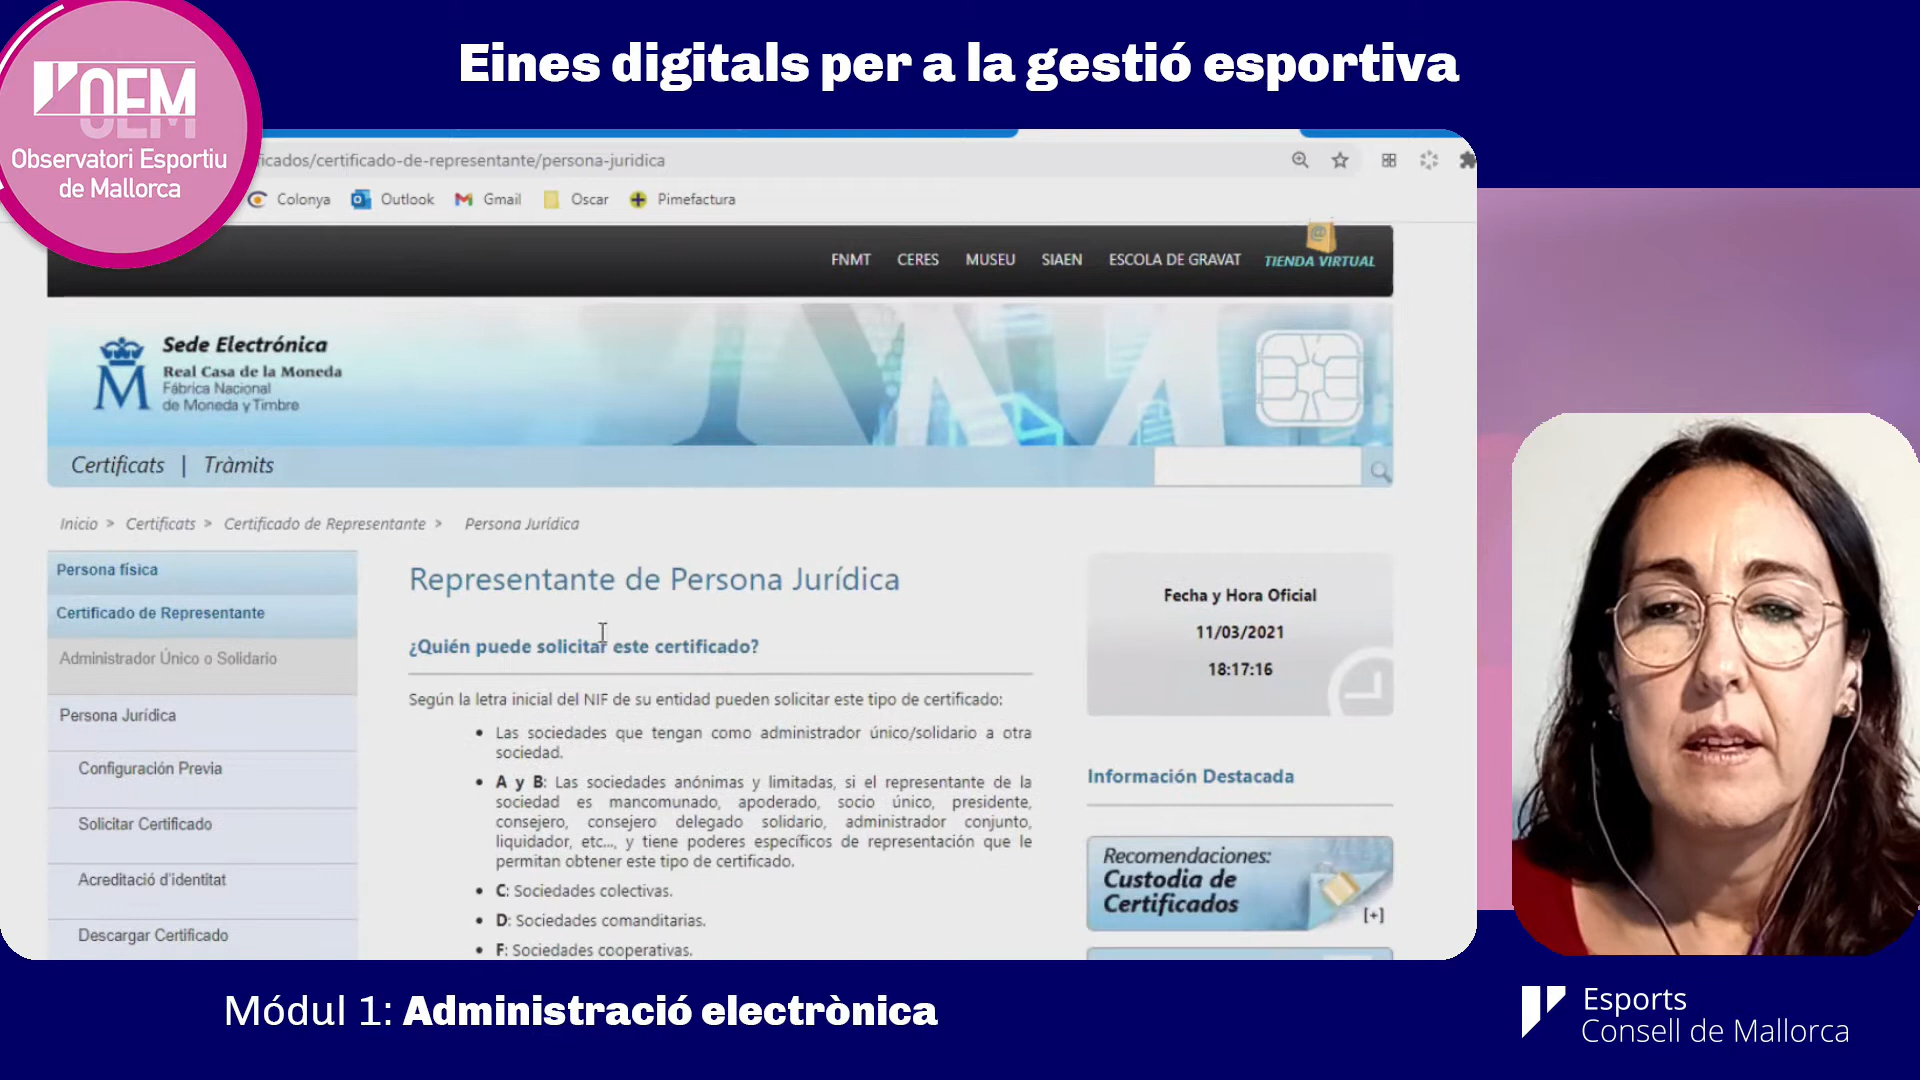 Eines digitals per a la gestió esportiva
L'OEM
Observatori Esportiu
de Mallorca
icados/certificado-de-representante/persona-juridica
Colonya Outlook Gmail Oscar Pimefactura
FNMT CERES MUSEU SIAEN ESCOLA DE GRAVAT TIENDA VIRTUAL
Sede Electrónica
Real Casa de la Moneda
Fábrica Nacional
de Moneda y Timbre
Certificats | Tràmits
Inicio > Certificats > Certificado de Representante > Persona Jurídica
Persona física
Certificado de Representante
Administrador Único o Solidario
Persona Jurídica
Configuración Previa
Solicitar Certificado
Acreditació d'identitat
Descargar Certificado
Representante de Persona Jurídica
¿Quién puede solicitar este certificado?
Según la letra inicial del NIF de su entidad pueden solicitar este tipo de certificado:
• Las sociedades que tengan como administrador único/solidario a otra
sociedad.
• A y B: Las sociedades anónimas y limitadas, si el representante de la
sociedad es mancomunado, apoderado, socio único, presidente,
consejero, consejero delegado solidario, administrador conjunto,
liquidador, etc..., y tiene poderes específicos de representación que le
permitan obtener este tipo de certificado.
• C: Sociedades colectivas.
• D: Sociedades comanditarias.
• F: Sociedades cooperativas.
Fecha y Hora Oficial
11/03/2021
18:17:16
Información Destacada
Recomendaciones:
Custodia de
Certificados
[+]
Módul 1: Administració electrònica
Esports
Consell de Mallorca